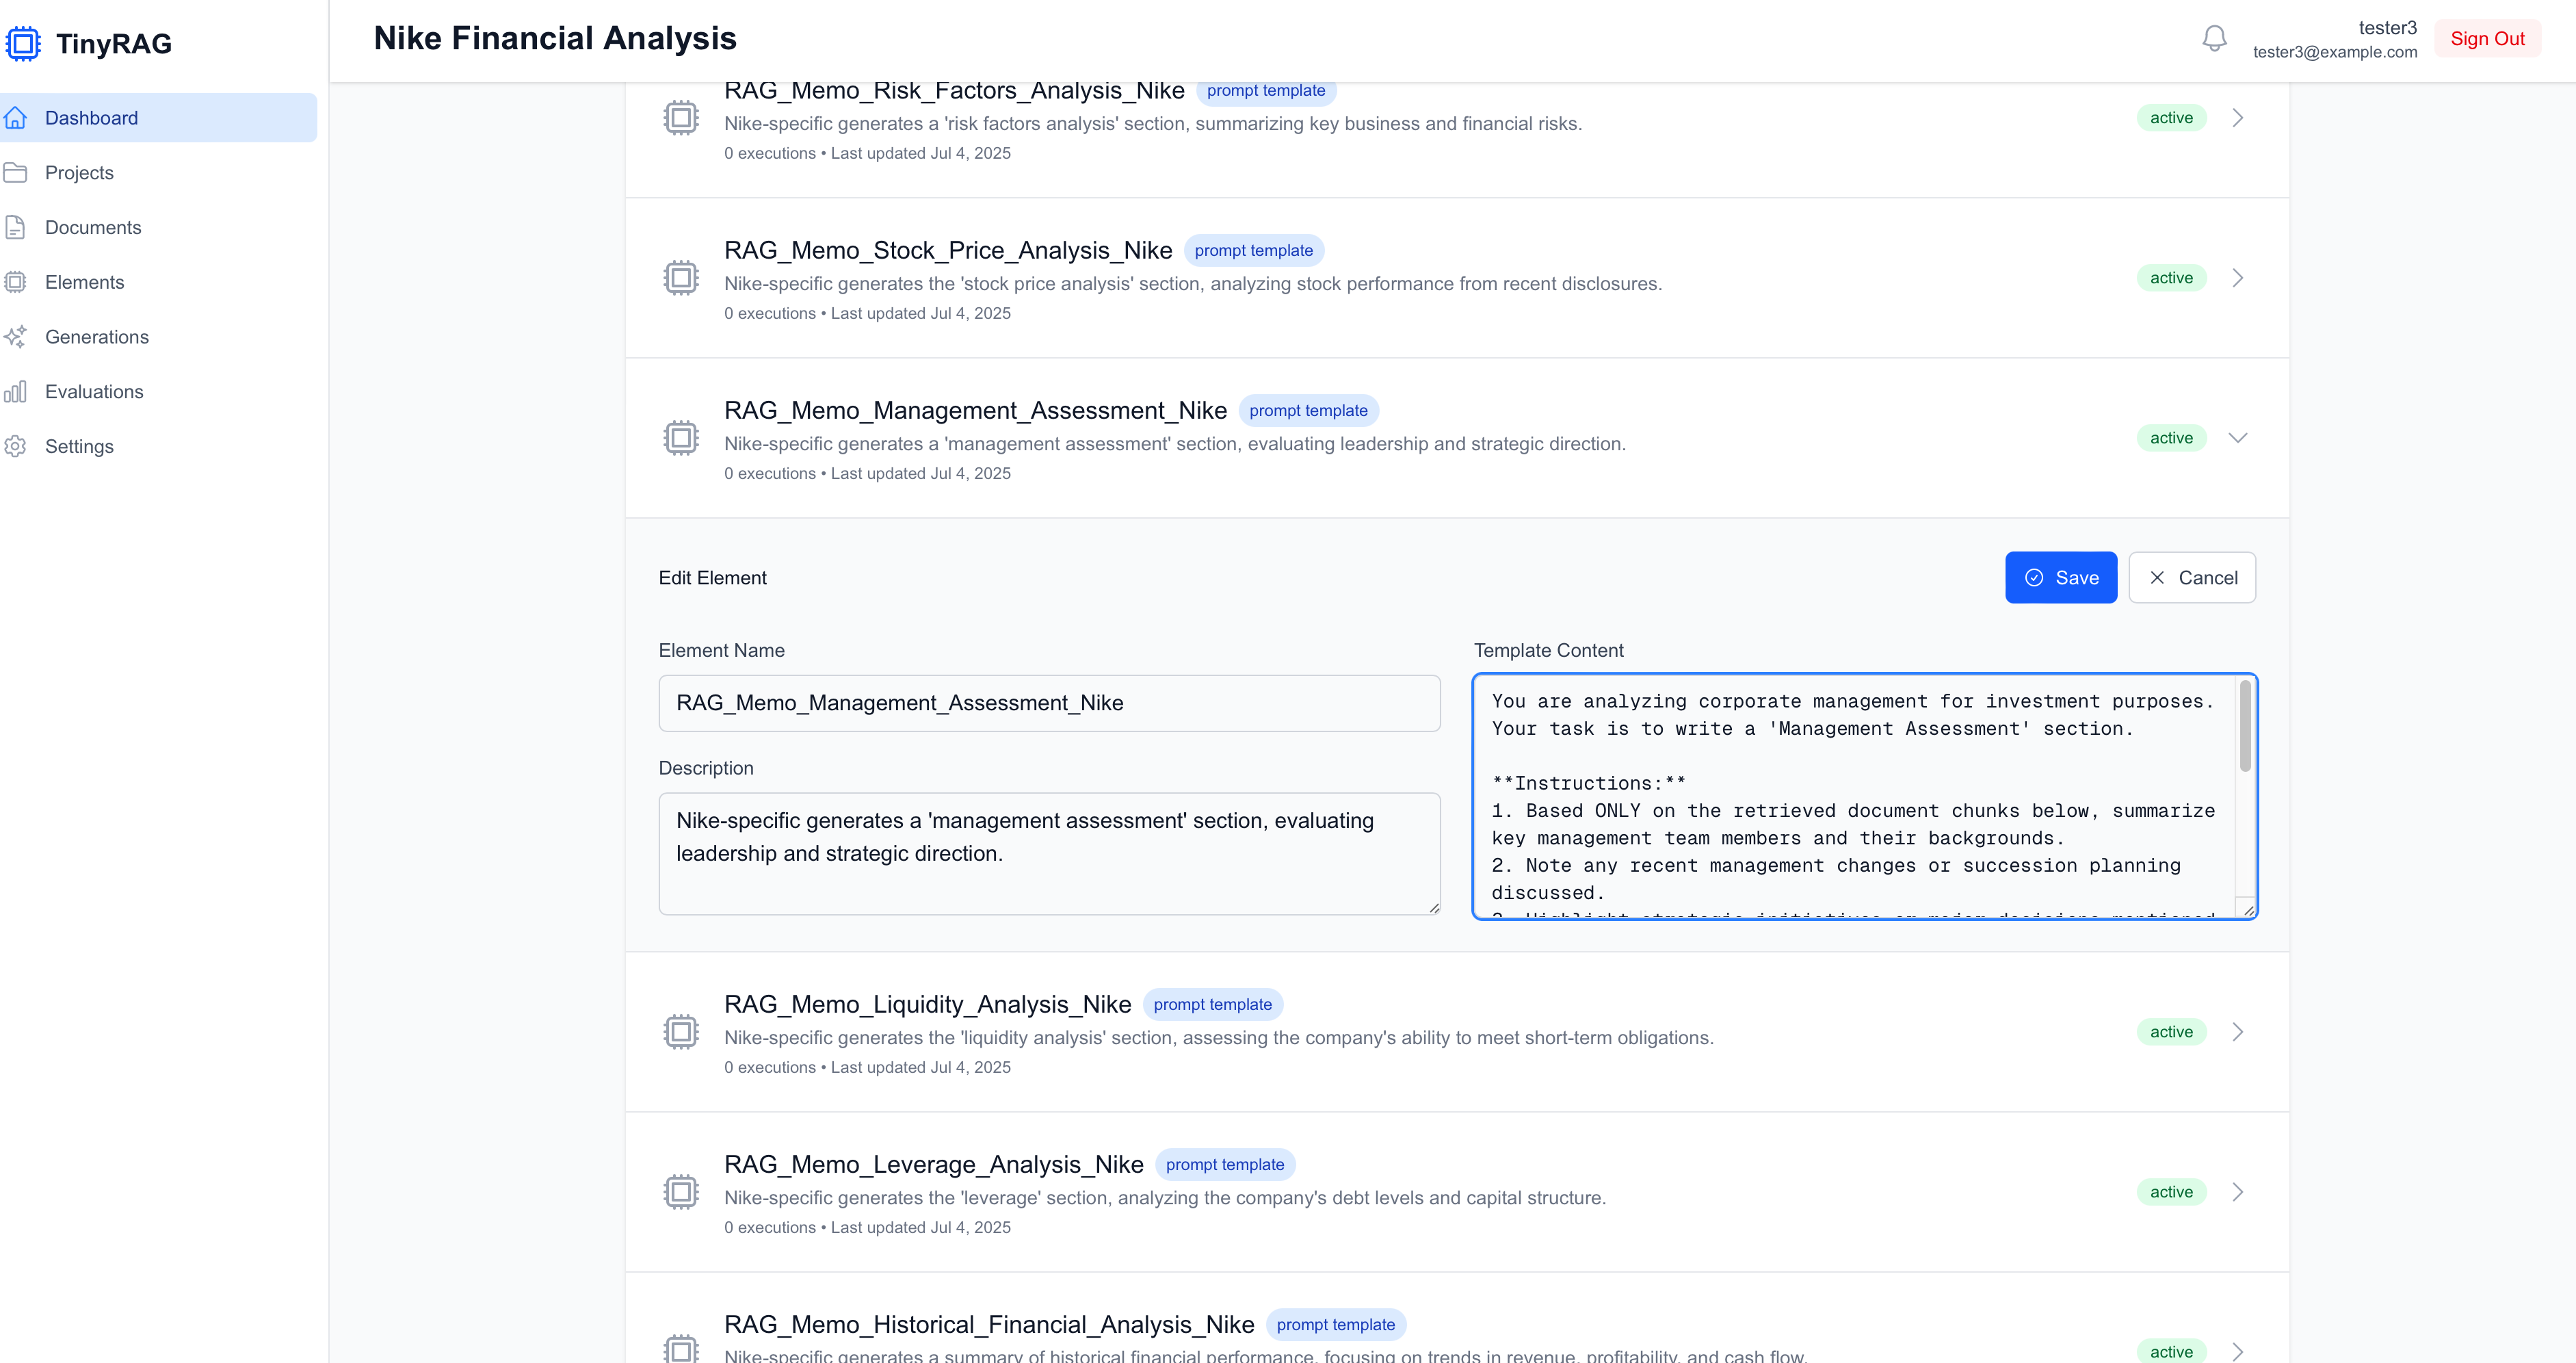 TinyRAG
Nike Financial Analysis
tester3
tester3@example.com
Sign Out
Dashboard
Projects
Documents
Elements
Generations
Evaluations
Settings
RAG_Memo_Risk_Factors_Analysis_Nike prompt template
Nike-specific generates a 'risk factors analysis' section, summarizing key business and financial risks.
0 executions • Last updated Jul 4, 2025
active
RAG_Memo_Stock_Price_Analysis_Nike prompt template
Nike-specific generates the 'stock price analysis' section, analyzing stock performance from recent disclosures.
0 executions • Last updated Jul 4, 2025
active
RAG_Memo_Management_Assessment_Nike prompt template
Nike-specific generates a 'management assessment' section, evaluating leadership and strategic direction.
0 executions • Last updated Jul 4, 2025
active
Edit Element
Save
Cancel
Element Name
RAG_Memo_Management_Assessment_Nike
Description
Nike-specific generates a 'management assessment' section, evaluating
leadership and strategic direction.
Template Content
You are analyzing corporate management for investment purposes.
Your task is to write a 'Management Assessment' section.
**Instructions:**
1. Based ONLY on the retrieved document chunks below, summarize
key management team members and their backgrounds.
2. Note any recent management changes or succession planning
discussed.
3. Highlight strategic initiatives or major decisions mentioned
RAG_Memo_Liquidity_Analysis_Nike prompt template
Nike-specific generates the 'liquidity analysis' section, assessing the company's ability to meet short-term obligations.
0 executions • Last updated Jul 4, 2025
active
RAG_Memo_Leverage_Analysis_Nike prompt template
Nike-specific generates the 'leverage' section, analyzing the company's debt levels and capital structure.
0 executions • Last updated Jul 4, 2025
active
RAG_Memo_Historical_Financial_Analysis_Nike prompt template
Nike-specific generates a summary of historical financial performance, focusing on trends in revenue, profitability, and cash flow.
active